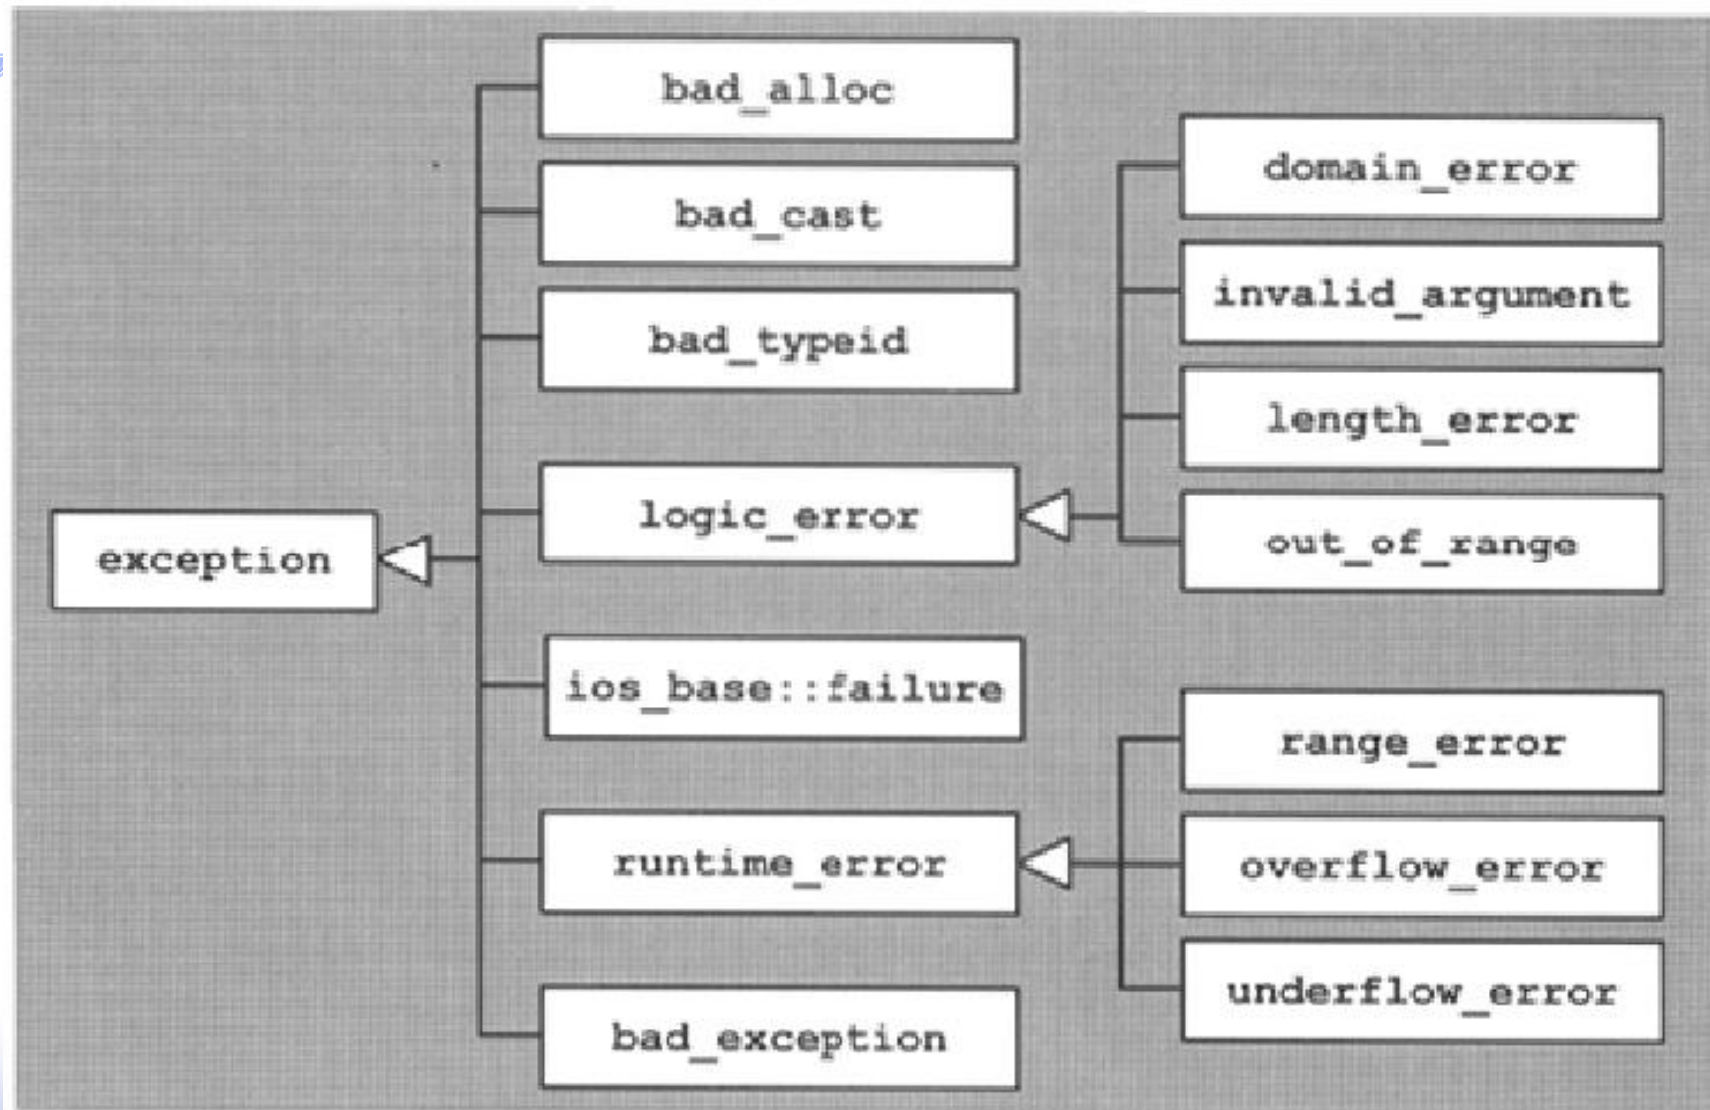 exception
bad_alloc
bad_cast
bad_typeid
logic_error
ios_base::failure
runtime_error
bad_exception
domain_error
invalid_argument
length_error
out_of_range
range_error
overflow_error
underflow_error